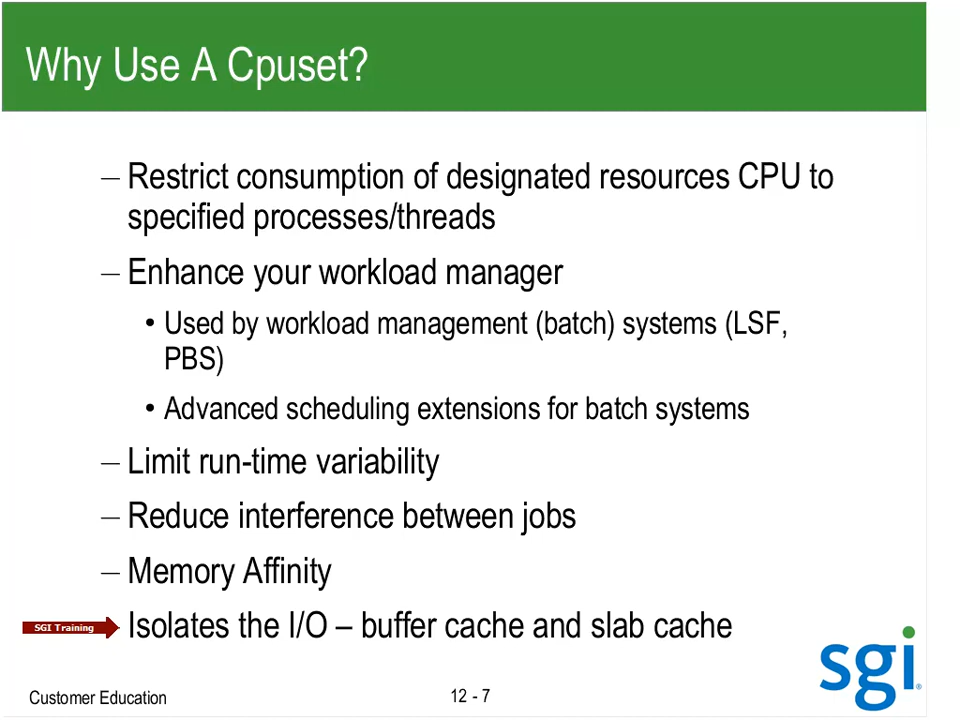 Why Use A Cpuset?
– Restrict consumption of designated resources CPU to
specified processes/threads
– Enhance your workload manager
• Used by workload management (batch) systems (LSF,
PBS)
• Advanced scheduling extensions for batch systems
– Limit run-time variability
– Reduce interference between jobs
– Memory Affinity
SGI Training
Isolates the I/O – buffer cache and slab cache
sgi®
Customer Education
12 - 7